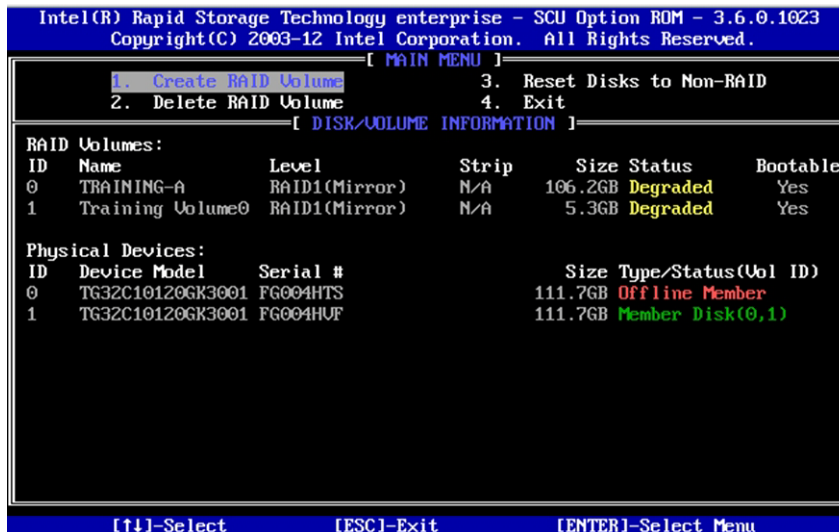 Intel(R) Rapid Storage Technology enterprise – SCU Option ROM – 3.6.0.1023
Copyright(C) 2003-12 Intel Corporation. All Rights Reserved.
[ MAIN MENU ]
1. Create RAID Volume 3. Reset Disks to Non-RAID
2. Delete RAID Volume 4. Exit
[ DISK/VOLUME INFORMATION ]
RAID Volumes:
ID Name Level Strip Size Status Bootable
0 TRAINING-A RAID1(Mirror) N/A 106.2GB Degraded Yes
1 Training Volume0 RAID1(Mirror) N/A 5.3GB Degraded Yes
Physical Devices:
ID Device Model Serial # Size Type/Status(Vol ID)
0 TG32C10120GK3001 FG004HTS 111.7GB Offline Member
1 TG32C10120GK3001 FG004HVF 111.7GB Member Disk(0,1)
[↑↓]-Select [ESC]-Exit [ENTER]-Select Menu